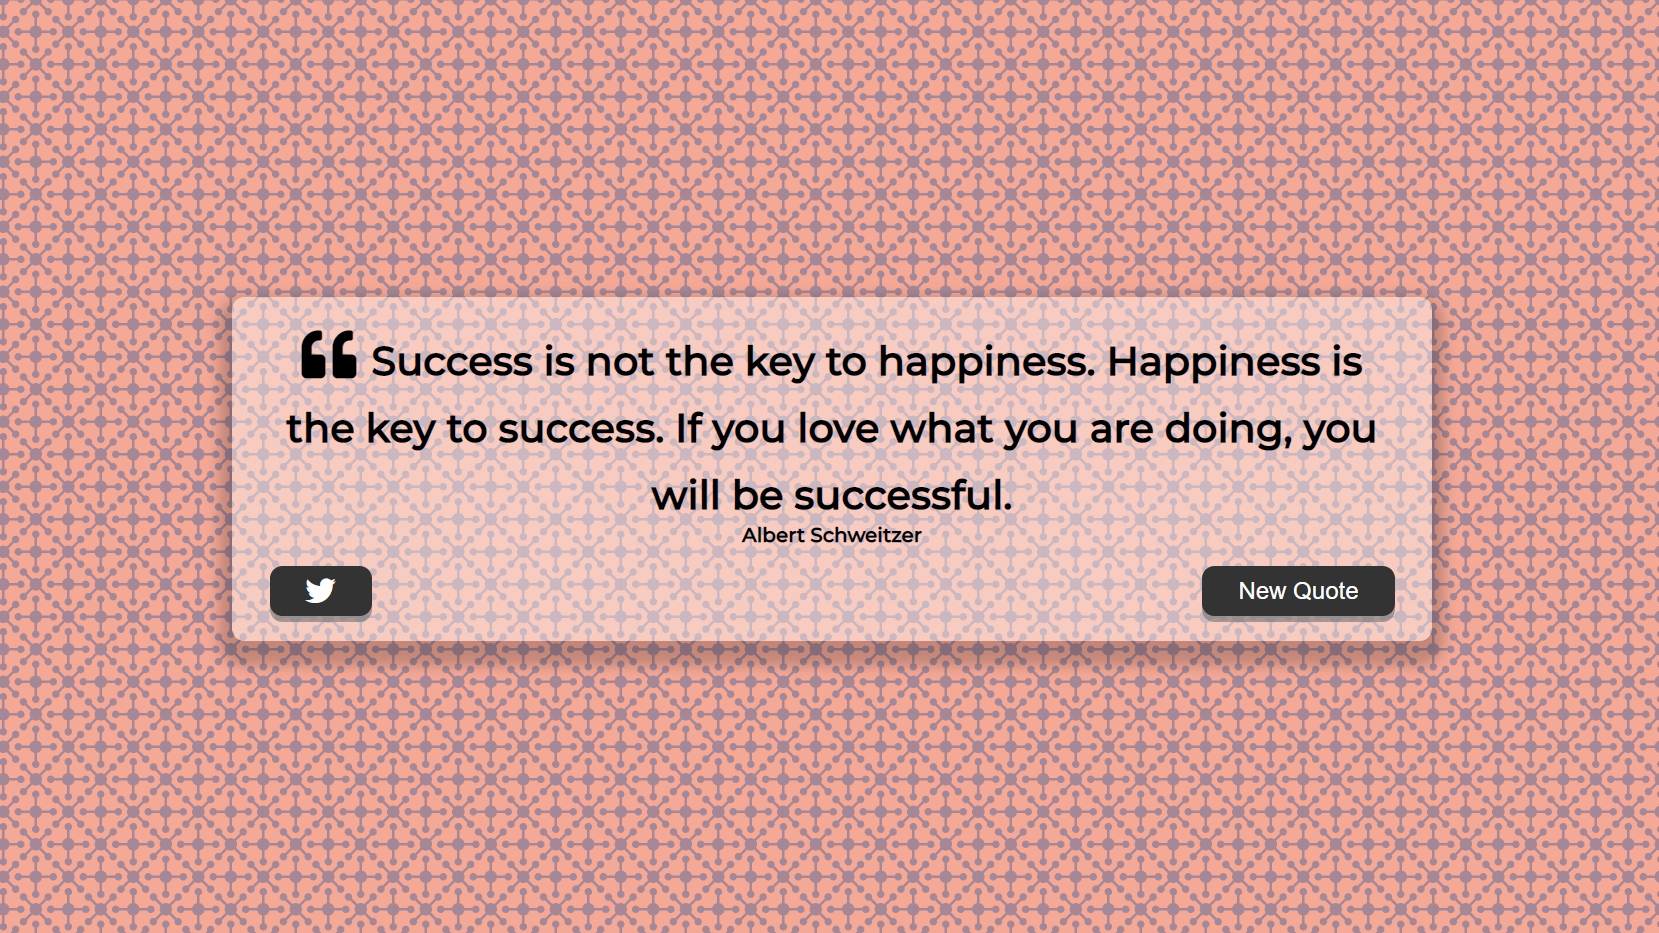 ❝ Success is not the key to happiness. Happiness is
the key to success. If you love what you are doing, you
will be successful.
Albert Schweitzer
New Quote